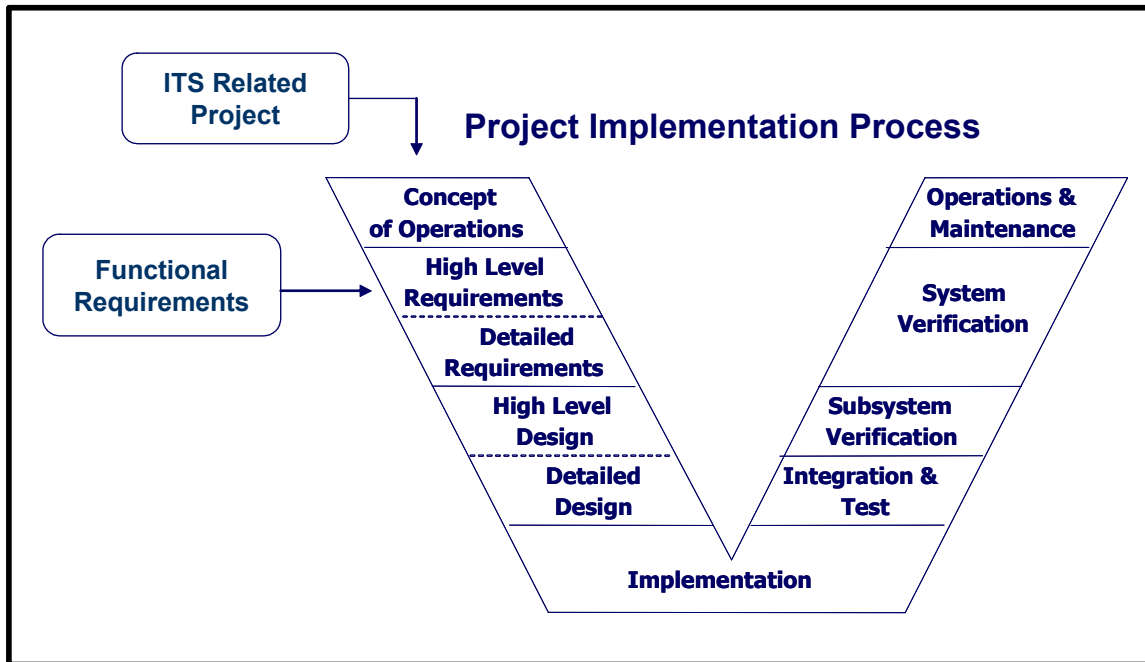 ITS Related
Project
Project Implementation Process
Functional
Requirements
Concept
of Operations
High Level
Requirements
Detailed
Requirements
High Level
Design
Detailed
Design
Implementation
Operations &
Maintenance
System
Verification
Subsystem
Verification
Integration &
Test